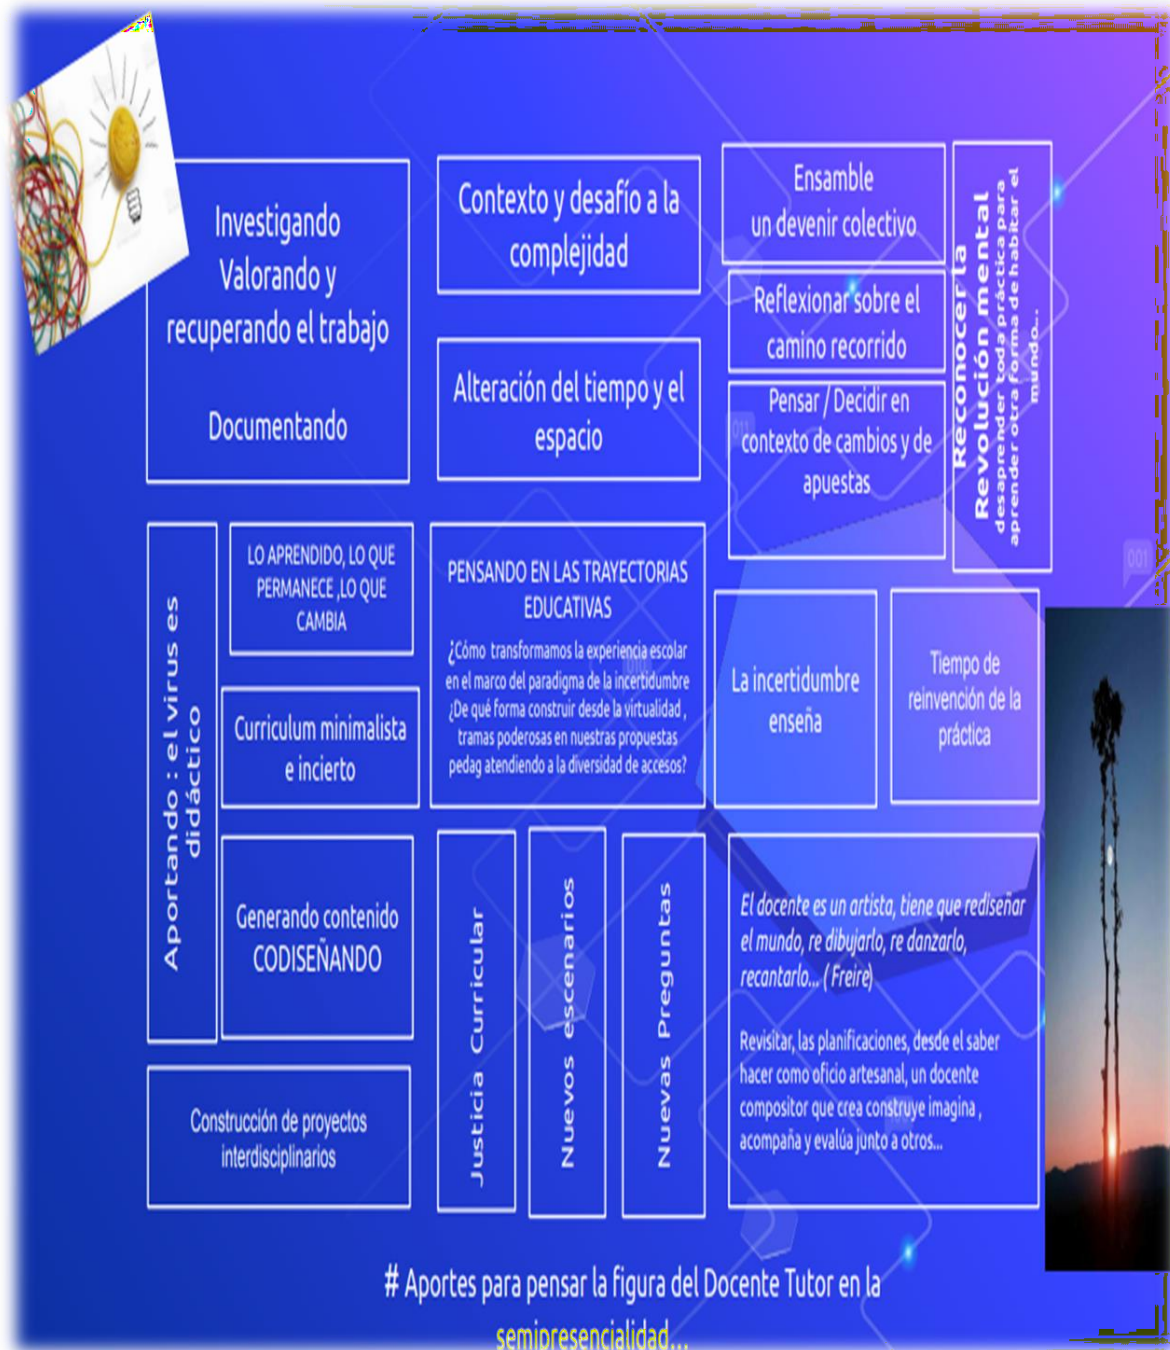 Investigando
Valorando y
recuperando el trabajo
Documentando
Contexto y desafío a la
complejidad
Alteración del tiempo y el
espacio
Ensamble
un devenir colectivo
Reflexionar sobre el
camino recorrido
Pensar / Decidir en
contexto de cambios y de
apuestas
Reconocer la
Revolución mental
desaprender toda práctica para
aprender otra forma de habitar el
mundo...
Aportando : el virus es
didáctico
LO APRENDIDO, LO QUE
PERMANECE ,LO QUE
CAMBIA
Curriculum minimalista
e incierto
Generando contenido
CODISEÑANDO
Construcción de proyectos
interdisciplinarios
PENSANDO EN LAS TRAYECTORIAS
EDUCATIVAS
¿Cómo transformamos la experiencia escolar
en el marco del paradigma de la incertidumbre
¿De qué forma construir desde la virtualidad ,
tramas poderosas en nuestras propuestas
pedag atendiendo a la diversidad de accesos?
La incertidumbre
enseña
Tiempo de
reinvención de la
práctica
Justicia Curricular
Nuevos escenarios
Nuevas Preguntas
El docente es un artista, tiene que rediseñar
el mundo, re dibujarlo, re danzarlo,
recantarlo... ( Freire)
Revisitar, las planificaciones, desde el saber
hacer como oficio artesanal, un docente
compositor que crea construye imagina ,
acompaña y evalúa junto a otros...
# Aportes para pensar la figura del Docente Tutor en la
semipresencialidad...
001
011